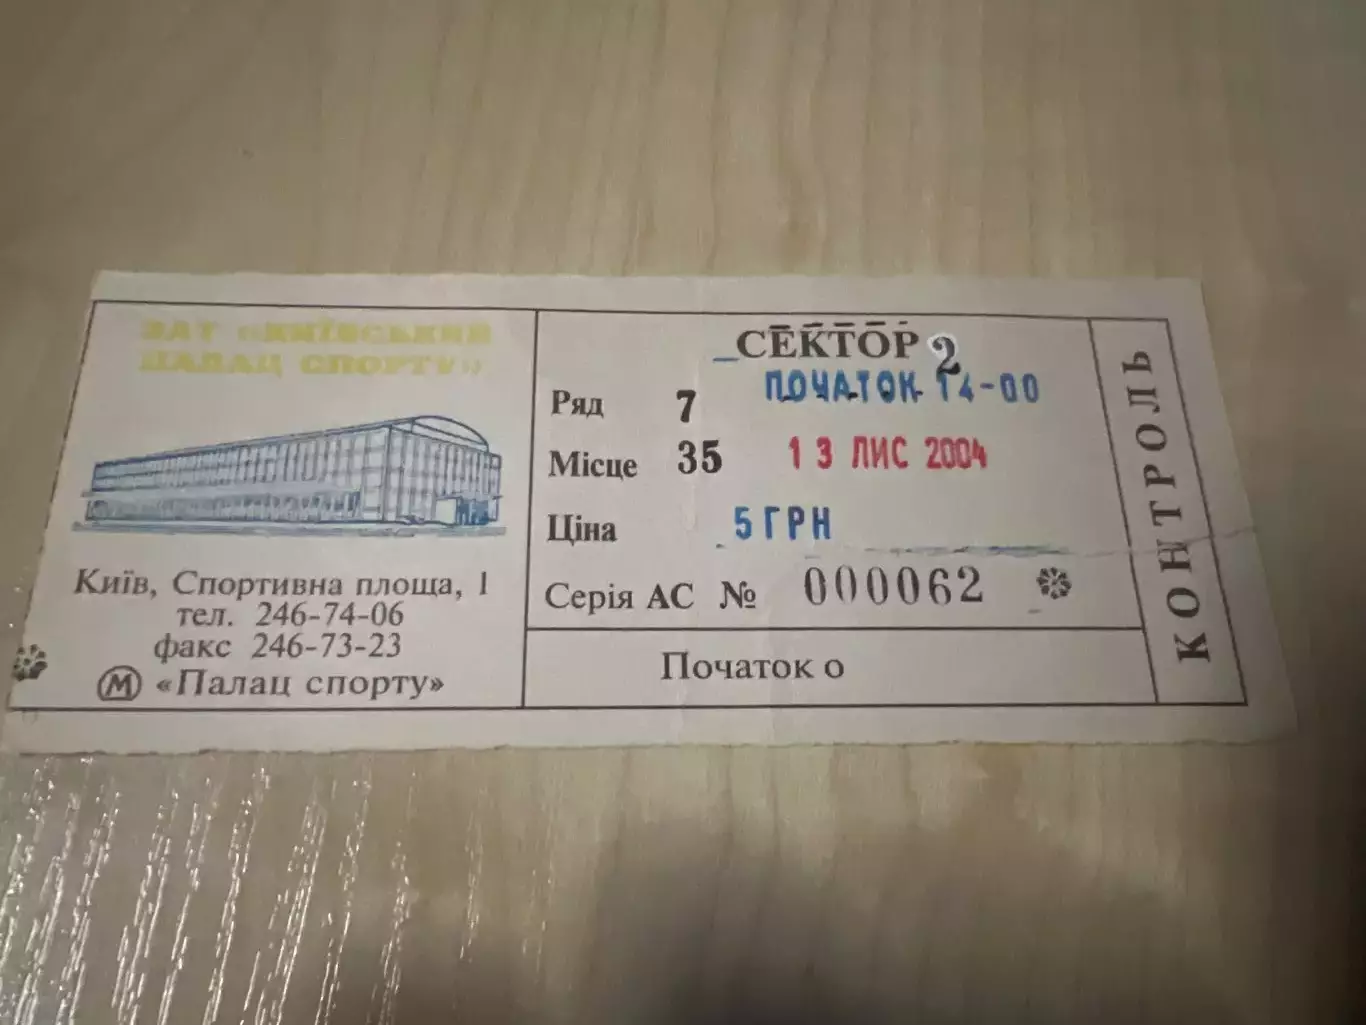 ЗАТ «КИЇВСЬКИЙ
ПАЛАЦ СПОРТУ»
Київ, Спортивна площа, 1
тел. 246-74-06
факс 246-73-23
М «Палац спорту»
СЕКТОР 2
ПОЧАТОК 14-00
Ряд 7
Місце 35
13 ЛИС 2004
Ціна 5 ГРН
Серія АС № 000062
Початок о
КОНТРОЛЬ